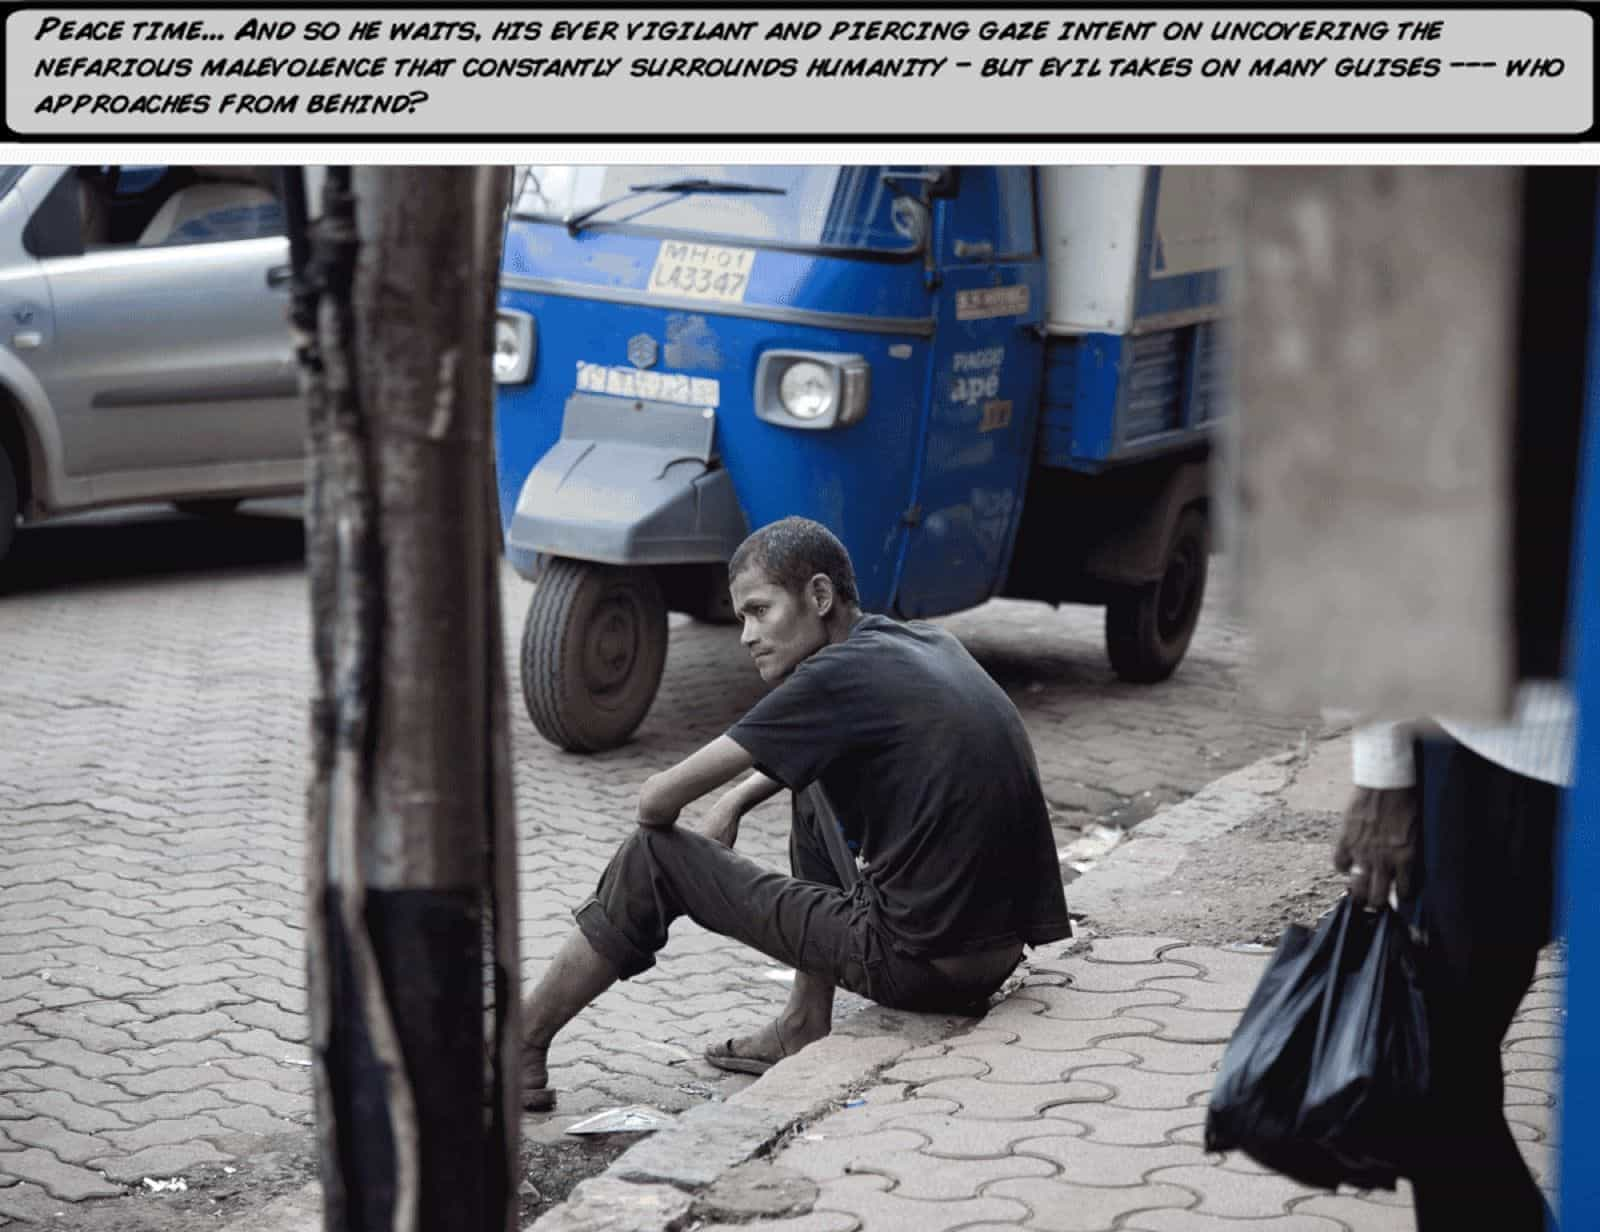 PEACE TIME... AND SO HE WAITS, HIS EVER VIGILANT AND PIERCING GAZE INTENT ON UNCOVERING THE
NEFARIOUS MALEVOLENCE THAT CONSTANTLY SURROUNDS HUMANITY - BUT EVIL TAKES ON MANY GUISES --- WHO
APPROACHES FROM BEHIND?
MH·01
LA3347
PIAGGIO
apé